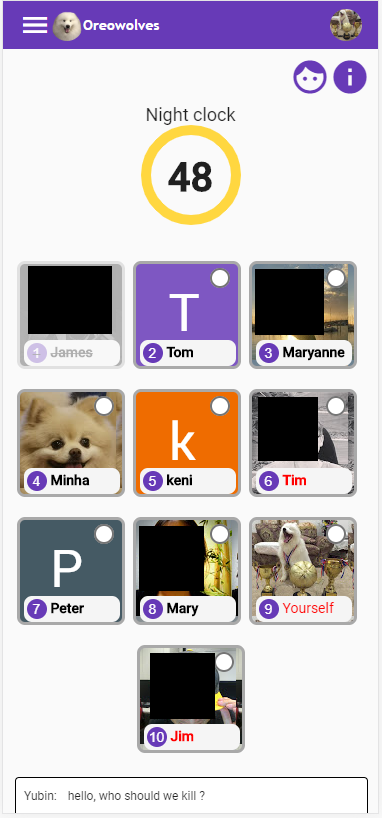 Oreowolves
Night clock
48
T
k
P
1 James
2 Tom
3 Maryanne
4 Minha
5 keni
6 Tim
7 Peter
8 Mary
9 Yourself
10 Jim
Yubin: hello, who should we kill ?